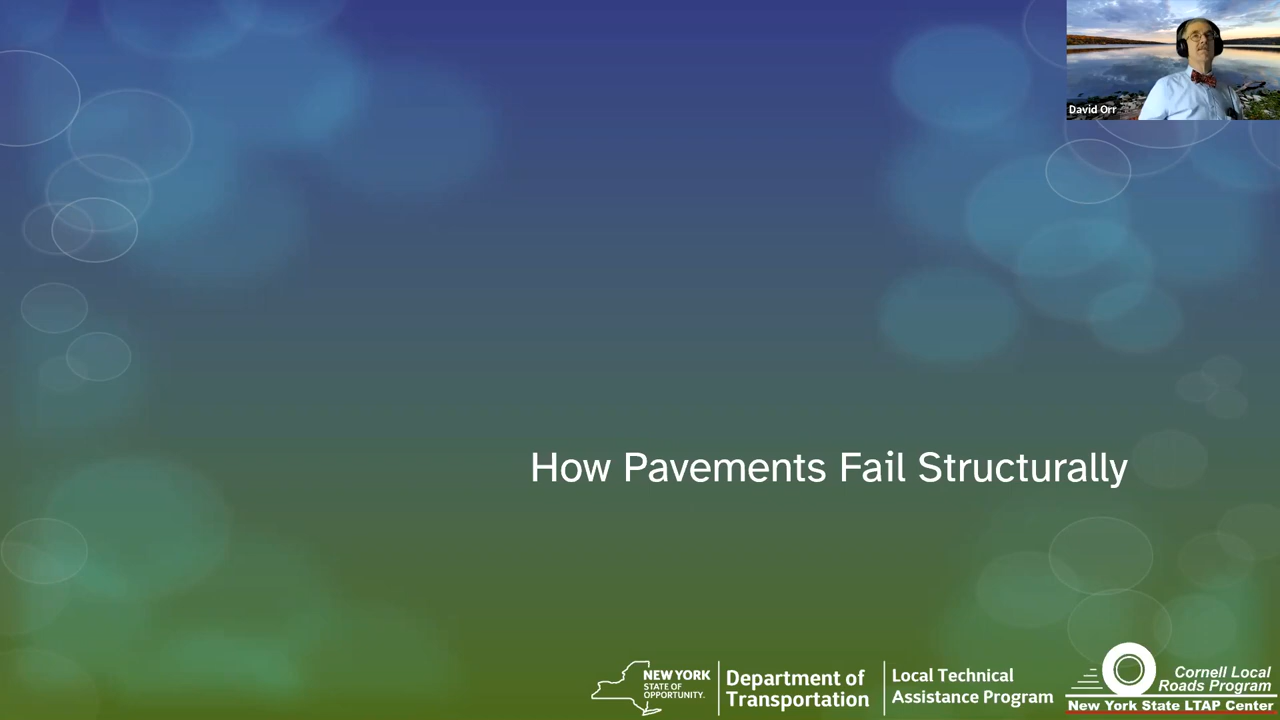 David Orr
How Pavements Fail Structurally
NEW YORK
STATE OF
OPPORTUNITY.
Department of
Transportation
Local Technical
Assistance Program
Cornell Local
Roads Program
New York State LTAP Center